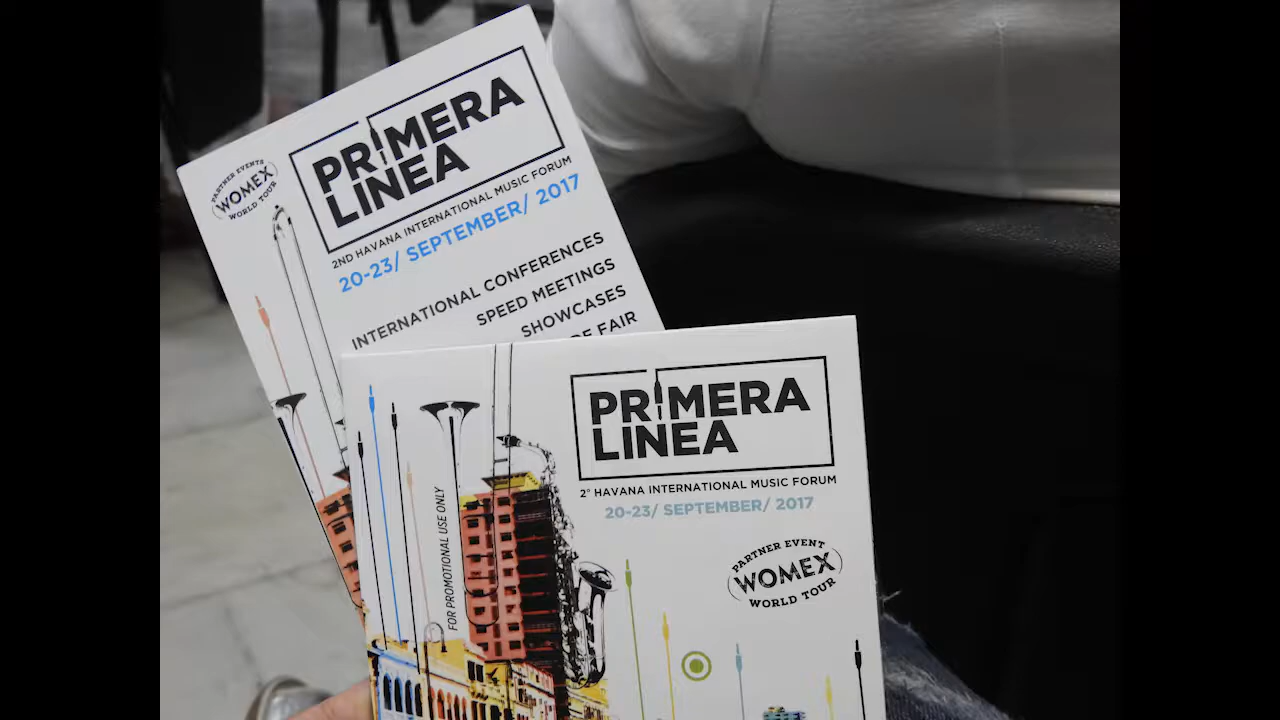 PARTNER EVENTS
WOMEX
WORLD TOUR
PRIMERA
LINEA
2ND HAVANA INTERNATIONAL MUSIC FORUM
20-23/ SEPTEMBER/ 2017
INTERNATIONAL CONFERENCES
SPEED MEETINGS
SHOWCASES
FAIR
PRIMERA
LINEA
2° HAVANA INTERNATIONAL MUSIC FORUM
20-23/ SEPTEMBER/ 2017
PARTNER EVENT
WOMEX
WORLD TOUR
FOR PROMOTIONAL USE ONLY